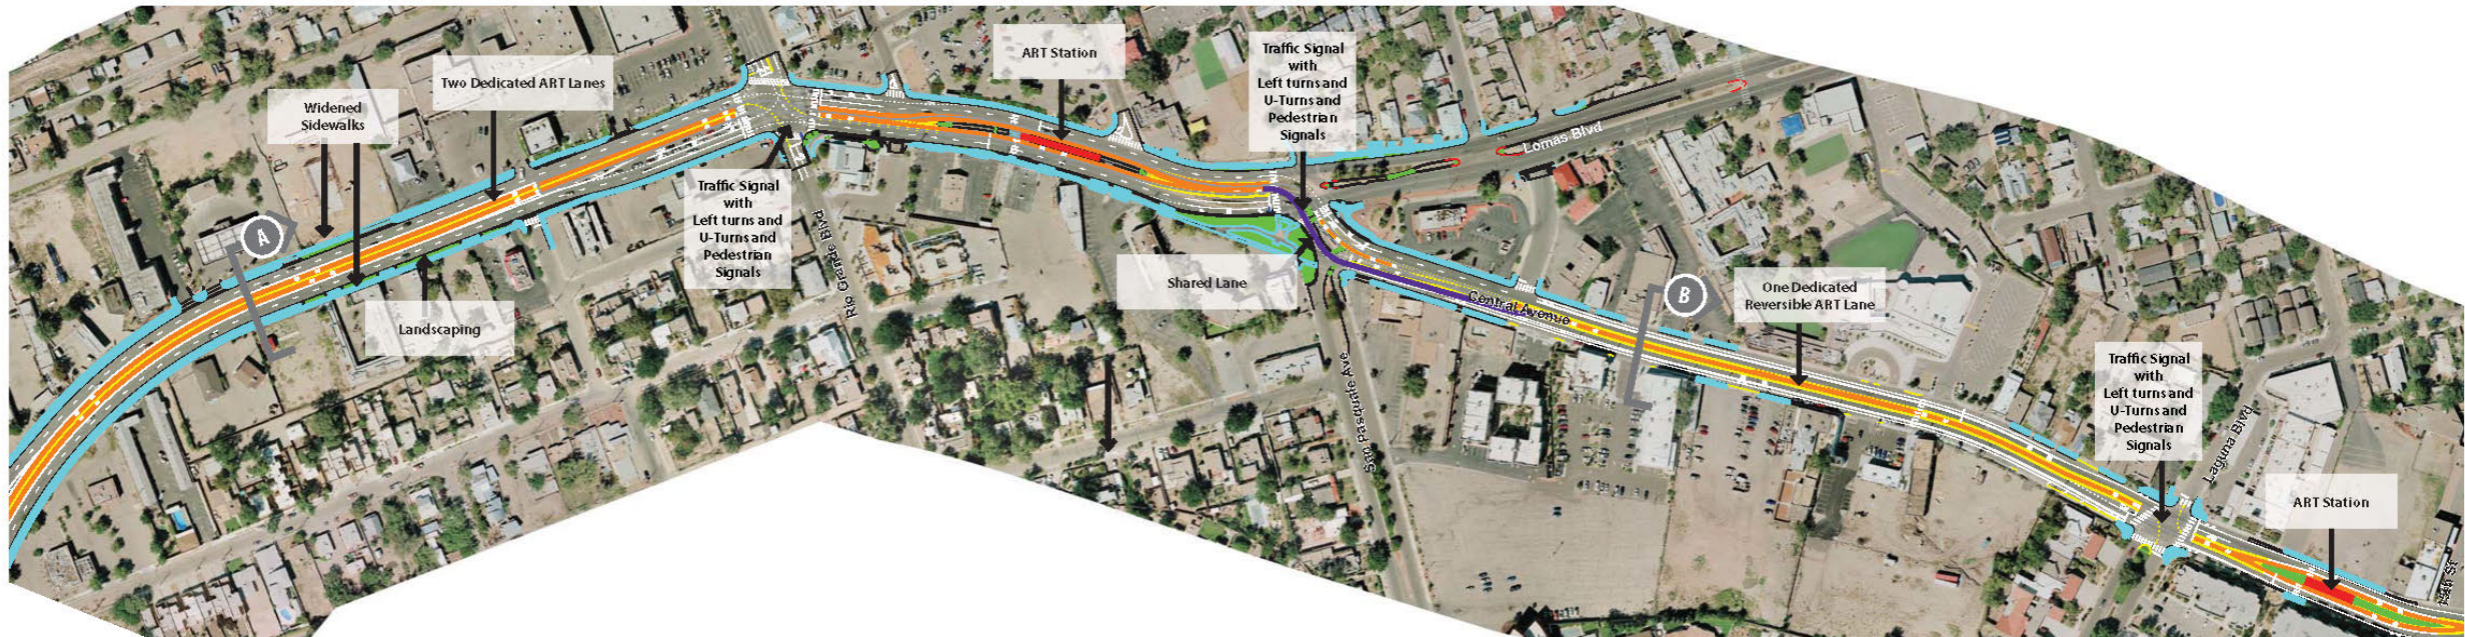 Widened
Sidewalks
Two Dedicated ART Lanes
ART Station
Traffic Signal
with
Left turns and
U-Turns and
Pedestrian
Signals
Lomas Blvd
A
Traffic Signal
with
Left turns and
U-Turns and
Pedestrian
Signals
Rio Grande Blvd
Landscaping
Shared Lane
Central Avenue
B
One Dedicated
Reversible ART Lane
San Pasquale Ave
Traffic Signal
with
Left turns and
U-Turns and
Pedestrian
Signals
Laguna Blvd
ART Station
15th St